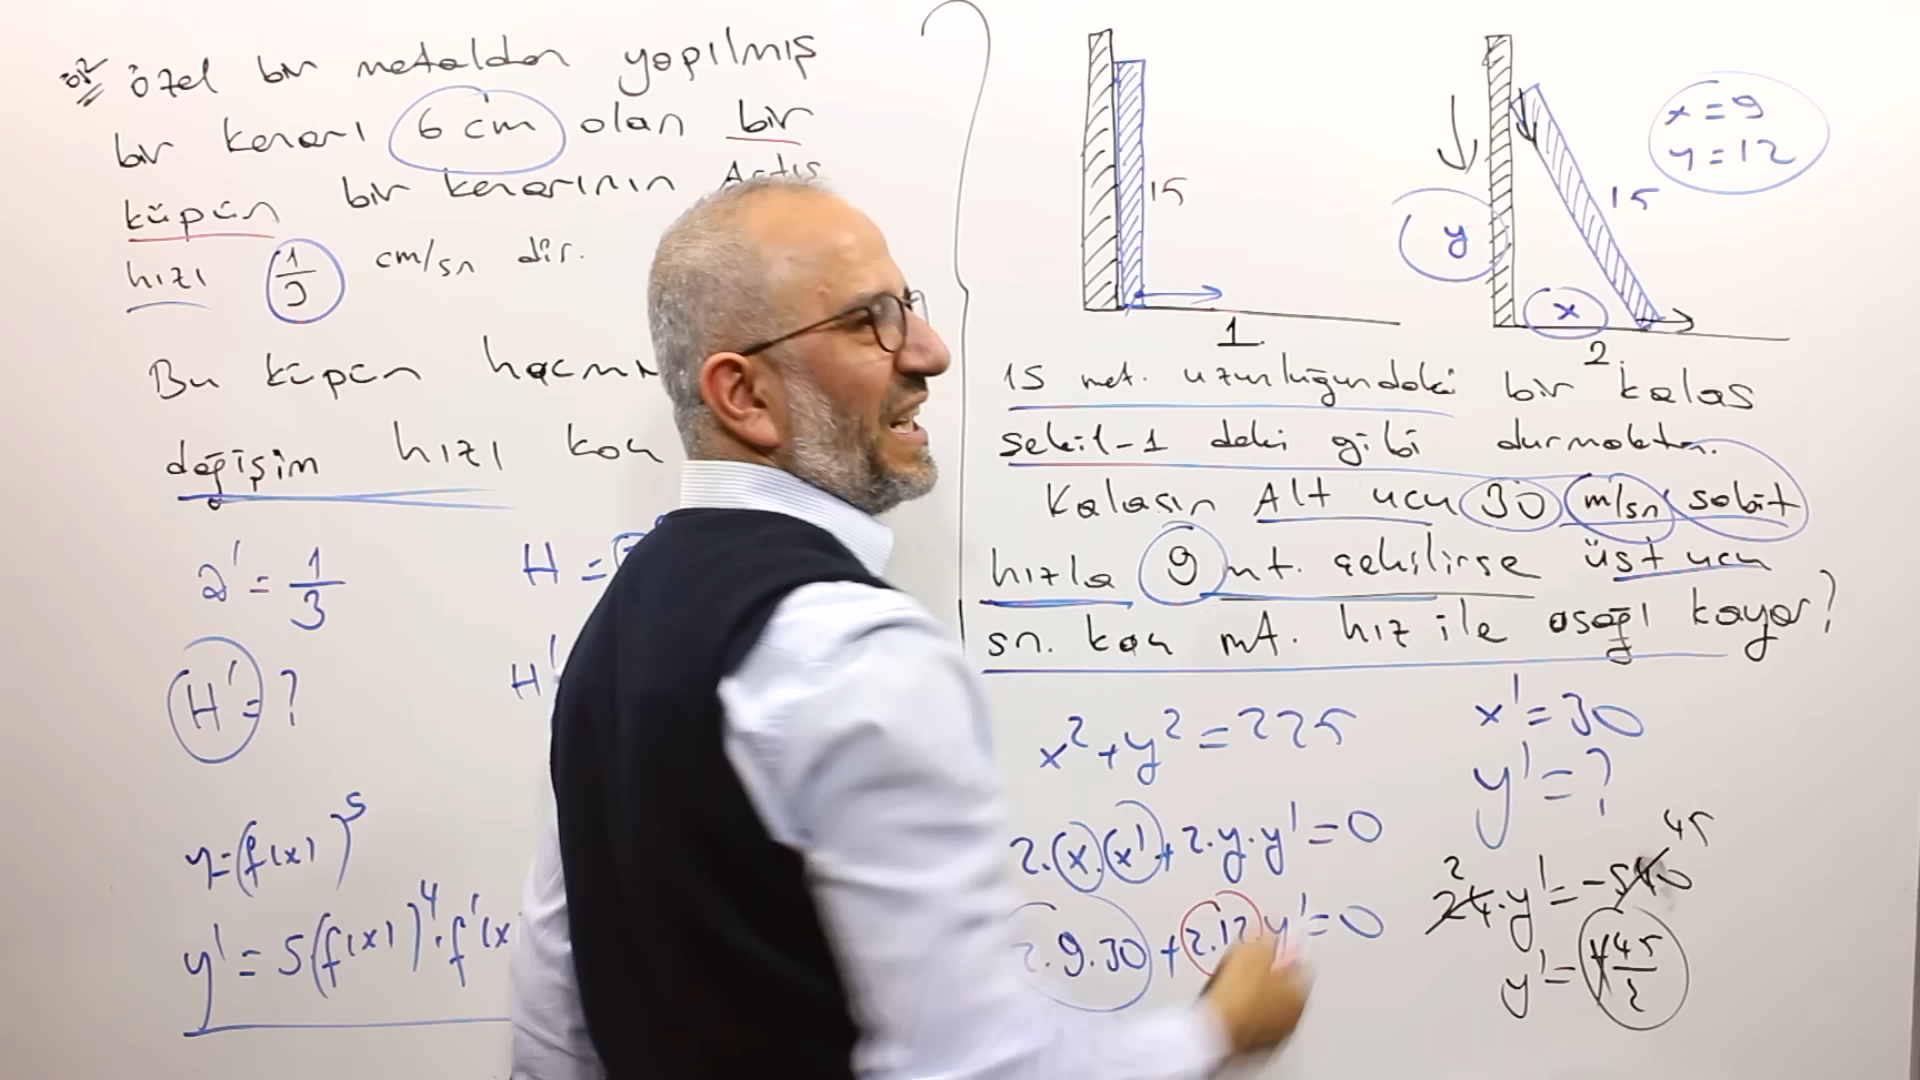 Özel bir metalden yapılmış
bir kenarı 6 cm olan bir
küpün bir kenarının Artış
hızı 1/3 cm/sn dir.
Bu küpün hacmı
değişim hızı kaç
a' = 1/3
H =
H' = ?
H'
y=(f(x))^5
y' = 5(f(x))^4.f'(x
15
1.
y
x
15
x = 9
y = 12
2.
15 met. uzunluğundaki bir kalas
şekil-1 deki gibi durmaktır.
Kalasın Alt ucu 30 m/sn sabit
hızla 9 mt. çekilirse üst ucu
sn. kaç mt. hız ile aşağı kayar?
x² + y² = 225
x' = 30
y' = ?
2.(x)(x') + 2.y.y' = 0
2.9.30 + 2.12.y' = 0
2 45
24.y' = -540
y' = 45/2